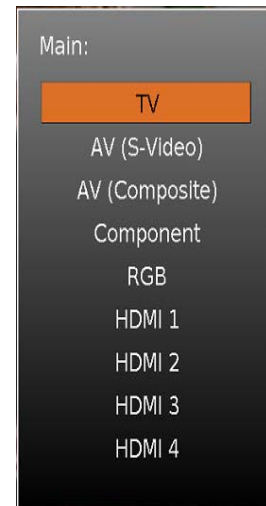 Main:
TV
AV (S-Video)
AV (Composite)
Component
RGB
HDMI 1
HDMI 2
HDMI 3
HDMI 4